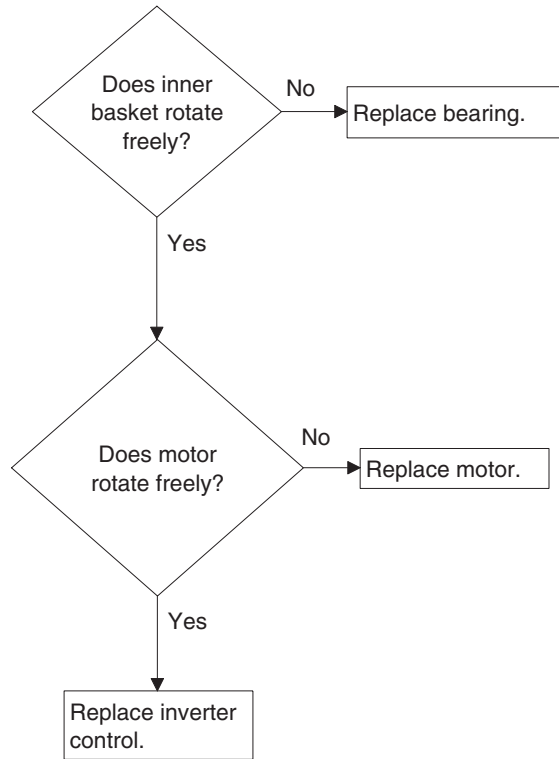 Does inner
basket rotate
freely?
No
Replace bearing.
Yes
Does motor
rotate freely?
No
Replace motor.
Yes
Replace inverter
control.